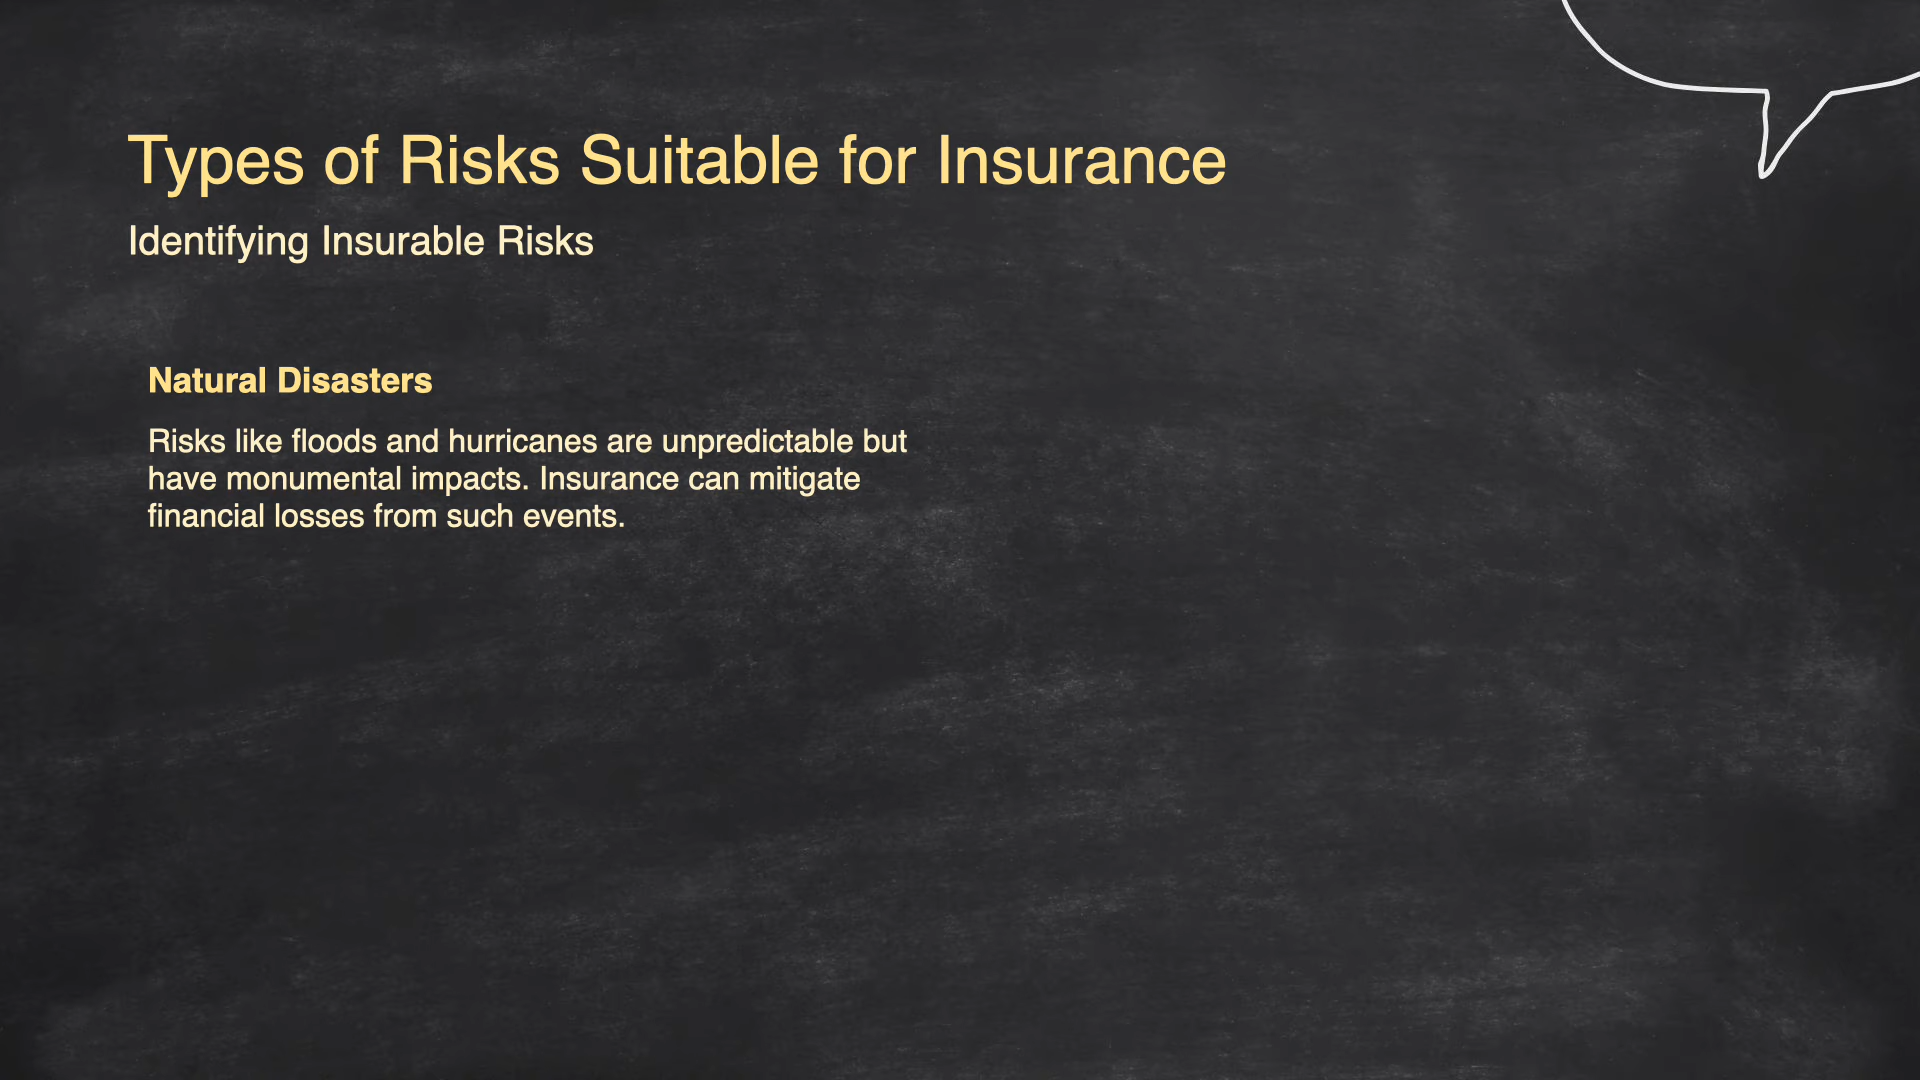 Types of Risks Suitable for Insurance
Identifying Insurable Risks
Natural Disasters
Risks like floods and hurricanes are unpredictable but
have monumental impacts. Insurance can mitigate
financial losses from such events.